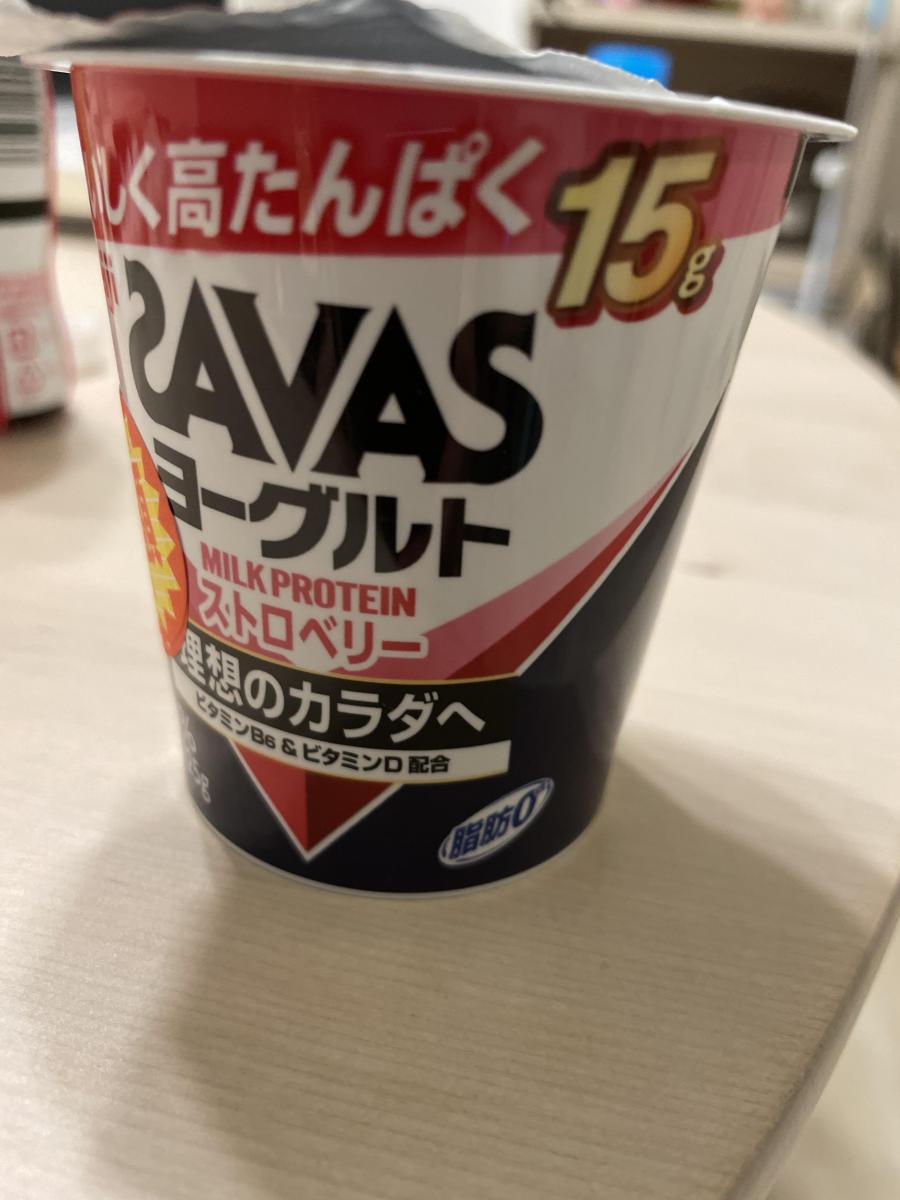 しく高たんぱく
15g
SAVAS
ヨーグルト
MILK PROTEIN
ストロベリー
理想のカラダへ
ビタミンB6 & ビタミンD 配合
脂肪0